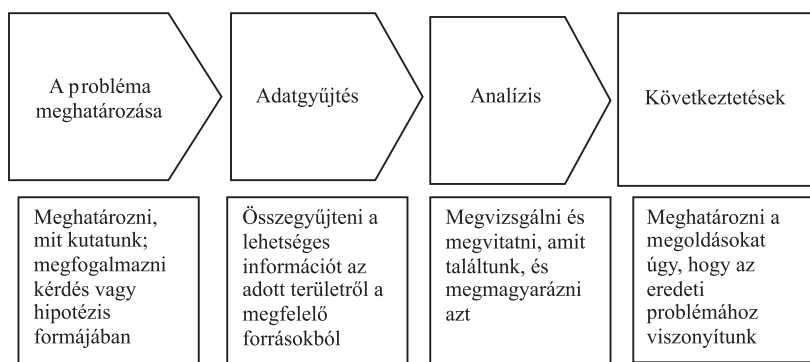 A probléma
meghatározása
Adatgyűjtés
Analízis
Következtetések
Meghatározni,
mit kutatunk;
megfogalmazni
kérdés vagy
hipotézis
formájában
Összegyűjteni a
lehetséges
információt az
adott területről a
megfelelő
forrásokból
Megvizsgálni és
megvitatni, amit
találtunk, és
megmagyarázni
azt
Meghatározni a
megoldásokat
úgy, hogy az
eredeti
problémához
viszonyítunk